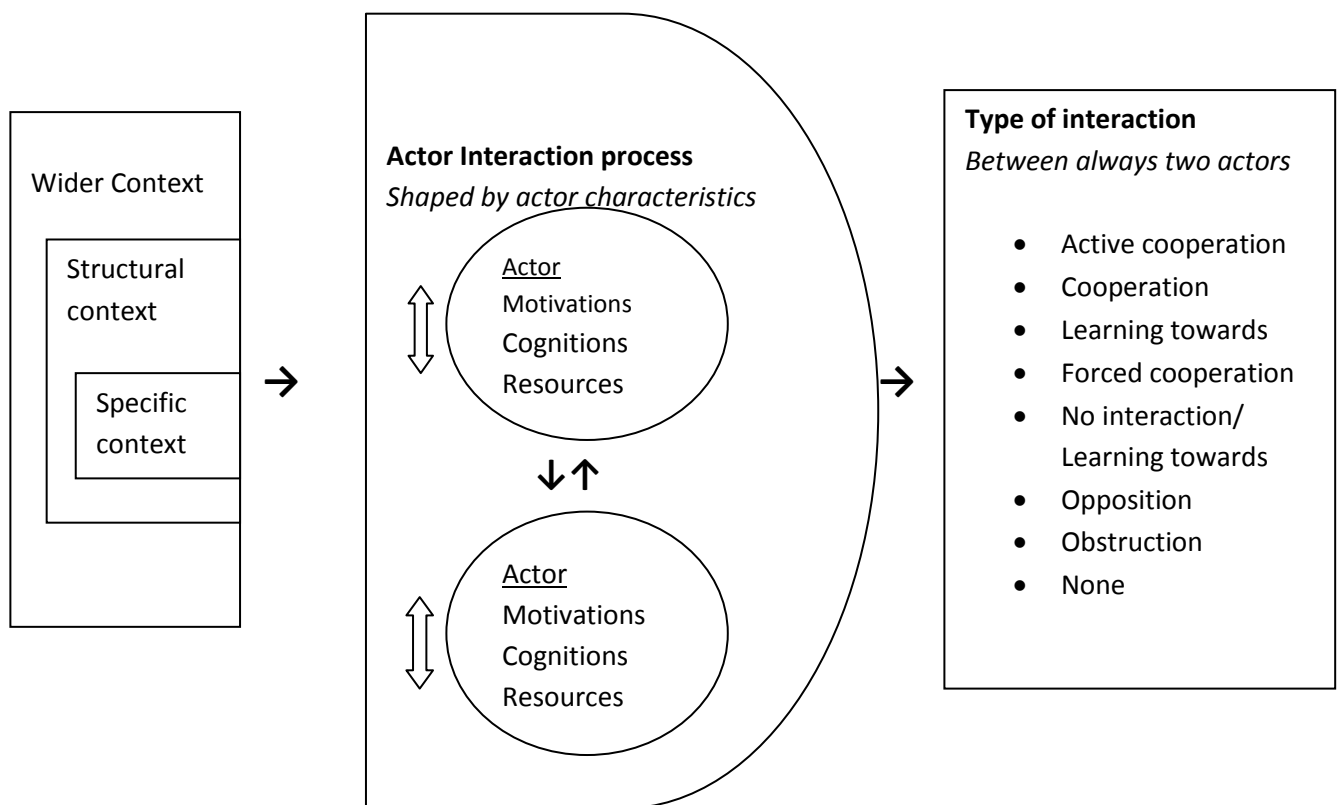 Wider Context
Structural
context
Specific
context
Actor Interaction process
Shaped by actor characteristics
Actor
Motivations
Cognitions
Resources
Actor
Motivations
Cognitions
Resources
Type of interaction
Between always two actors
• Active cooperation
• Cooperation
• Learning towards
• Forced cooperation
• No interaction/
Learning towards
• Opposition
• Obstruction
• None